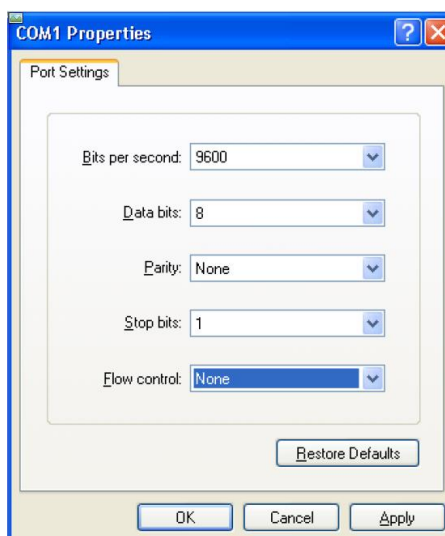 COM1 Properties
Port Settings
Bits per second: 9600
Data bits: 8
Parity: None
Stop bits: 1
Flow control: None
Restore Defaults
OK Cancel Apply